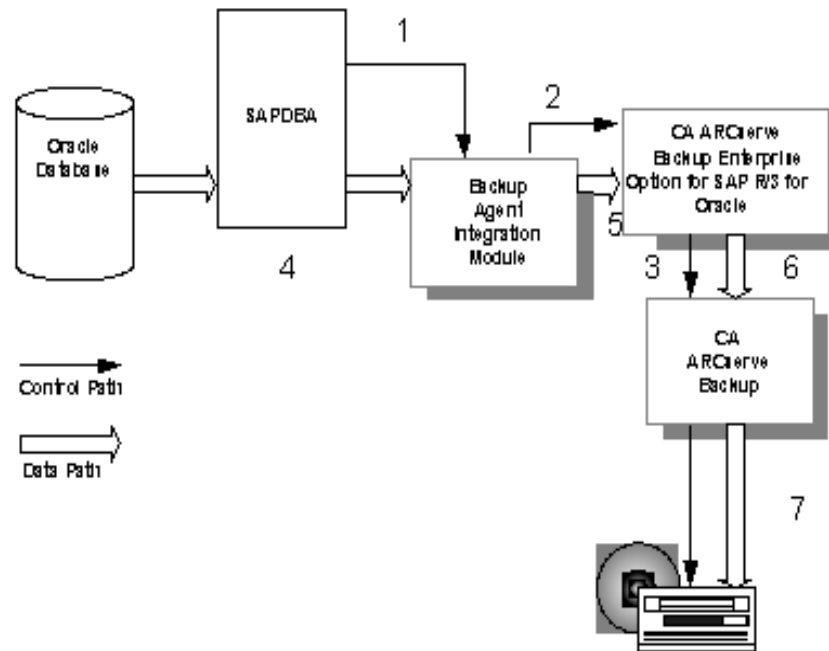 1
SAPDBA
2
Oracle
Database
CA ARCserve
Backup Enterprise
Option for SAP R/3 for
Oracle
Backup
Agent
Integration
Module
5
4
3
6
CA
ARCserve
Backup
Control Path
Data Path
7